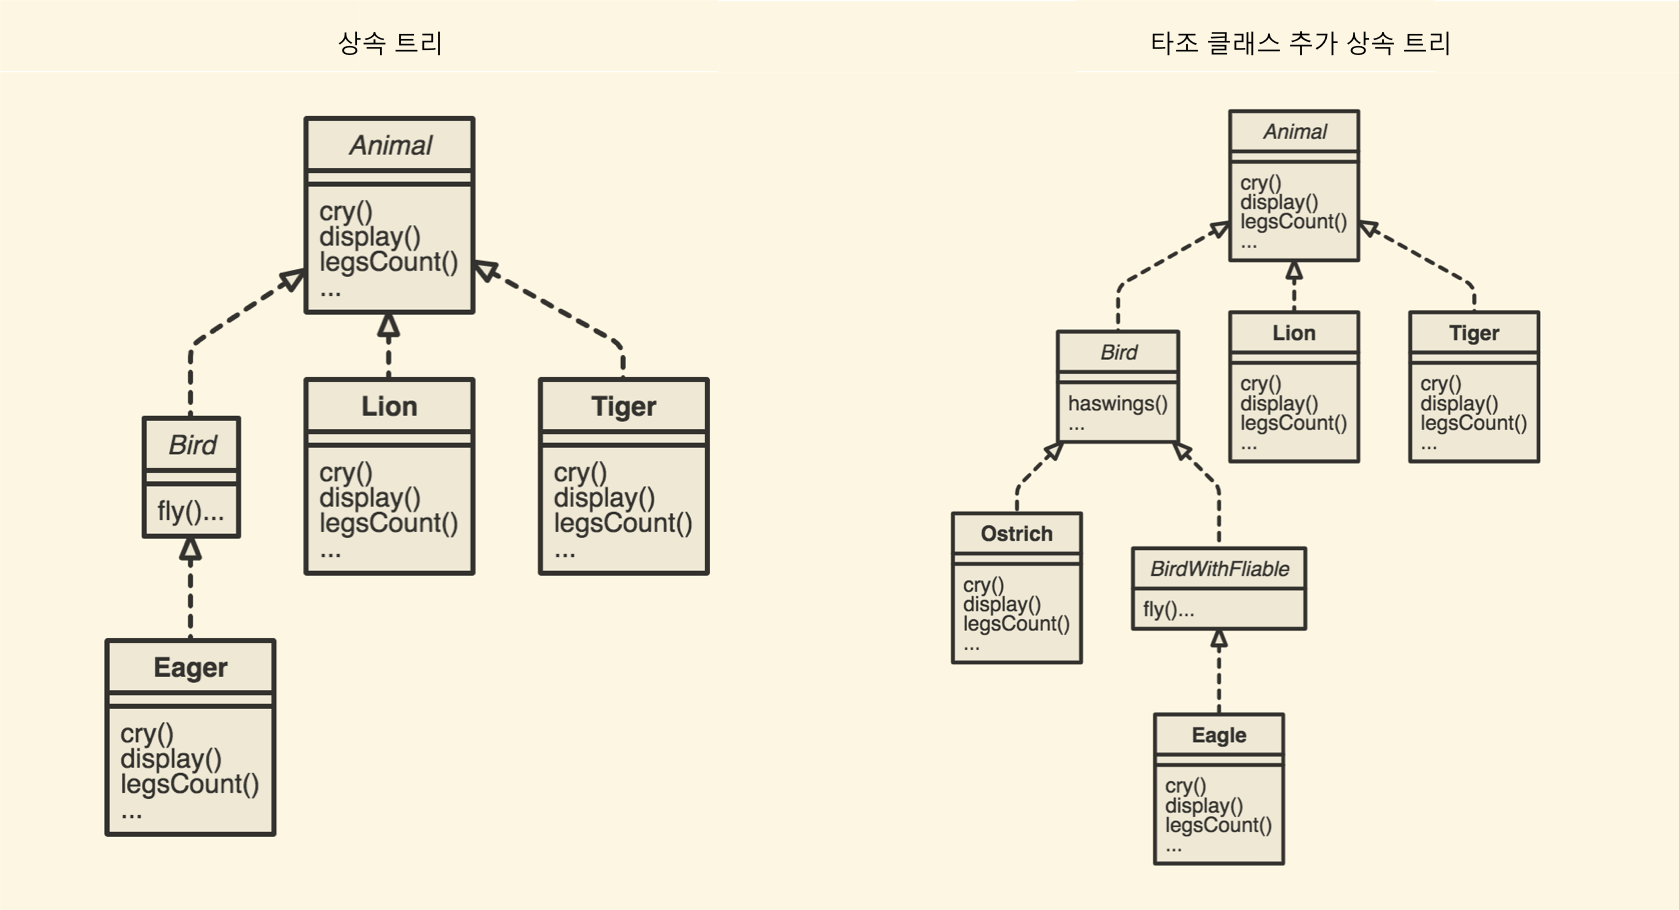 상속 트리
Animal
cry()
display()
legsCount()
...
Bird
fly()...
Lion
cry()
display()
legsCount()
...
Tiger
cry()
display()
legsCount()
...
Eager
cry()
display()
legsCount()
...
타조 클래스 추가 상속 트리
Animal
cry()
display()
legsCount()
...
Bird
haswings()
...
Lion
cry()
display()
legsCount()
...
Tiger
cry()
display()
legsCount()
...
Ostrich
cry()
display()
legsCount()
...
BirdWithFliable
fly()...
Eagle
cry()
display()
legsCount()
...